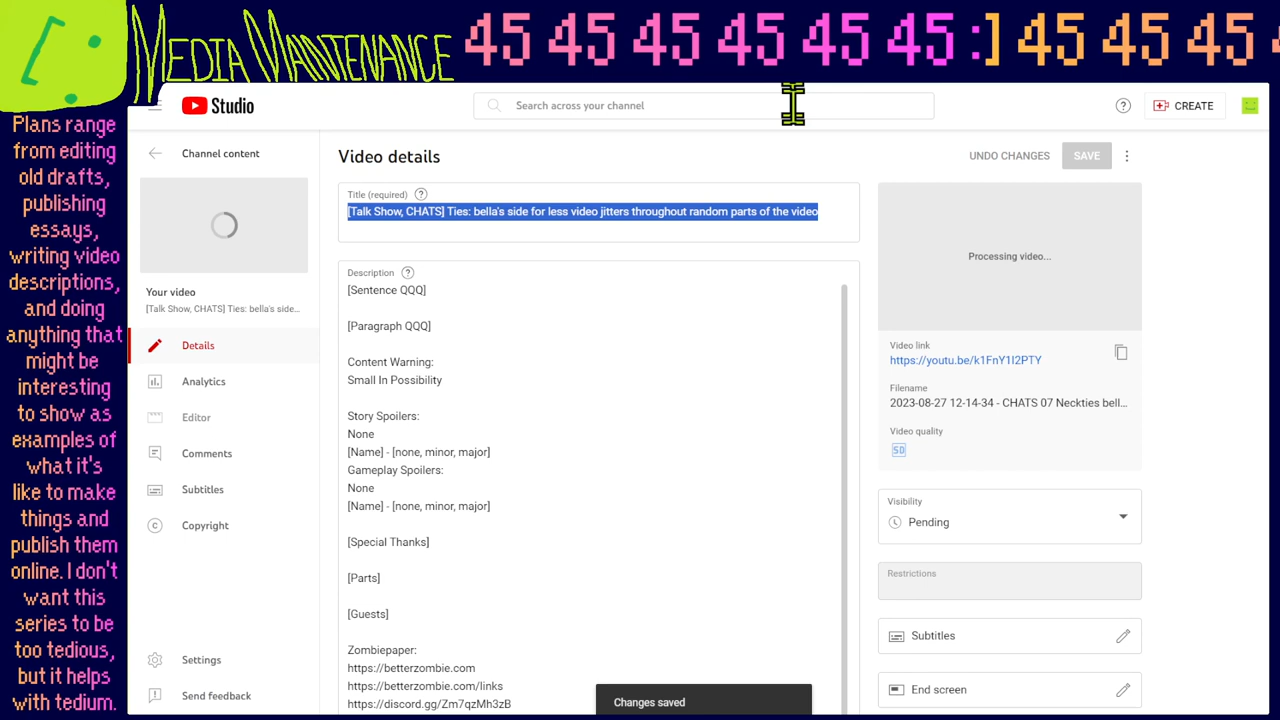 [:
MEDIA MAINTENANCE
45 45 45 45 45 45 :] 45 45 45 4
Plans range
from editing
old drafts,
publishing
essays,
writing video
descriptions,
and doing
anything that
might be
interesting
to show as
examples of
what it's
like to make
things and
publish them
online. I don't
want this
series to be
too tedious,
but it helps
with tedium.
Studio
Search across your channel
CREATE
Channel content
Your video
[Talk Show, CHATS] Ties: bella's side...
Details
Analytics
Editor
Comments
Subtitles
Copyright
Settings
Send feedback
Video details
UNDO CHANGES
SAVE
Title (required)
[Talk Show, CHATS] Ties: bella's side for less video jitters throughout random parts of the video
Description
[Sentence QQQ]
[Paragraph QQQ]
Content Warning:
Small In Possibility
Story Spoilers:
None
[Name] - [none, minor, major]
Gameplay Spoilers:
None
[Name] - [none, minor, major]
[Special Thanks]
[Parts]
[Guests]
Zombiepaper:
https://betterzombie.com
https://betterzombie.com/links
https://discord.gg/Zm7qzMh3zB
Changes saved
Processing video...
Video link
https://youtu.be/k1FnY1I2PTY
Filename
2023-08-27 12-14-34 - CHATS 07 Neckties bell...
Video quality
SD
Visibility
Pending
Restrictions
Subtitles
End screen